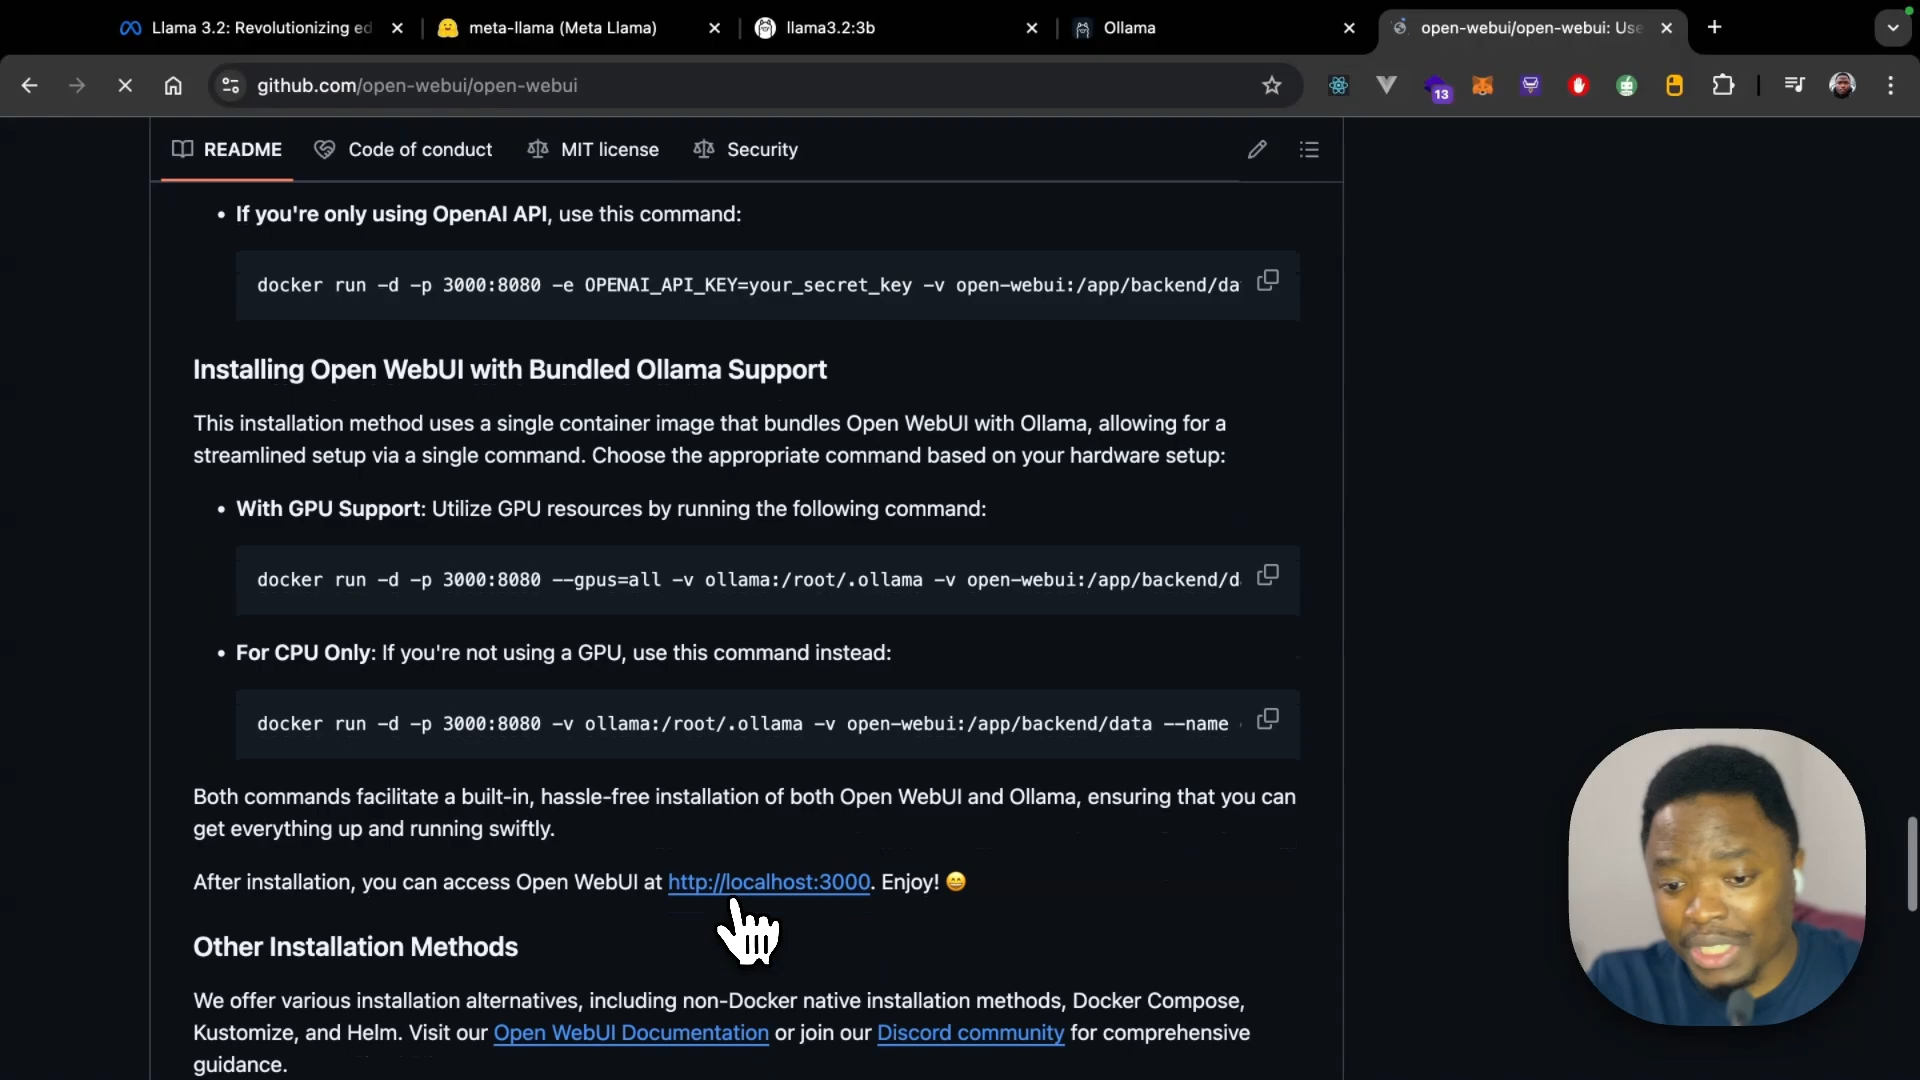 Llama 3.2: Revolutionizing ed
meta-llama (Meta Llama)
llama3.2:3b
Ollama
open-webui/open-webui: Use
github.com/open-webui/open-webui
13
README
Code of conduct
MIT license
Security
• If you're only using OpenAI API, use this command:
docker run -d -p 3000:8080 -e OPENAI_API_KEY=your_secret_key -v open-webui:/app/backend/da
Installing Open WebUI with Bundled Ollama Support
This installation method uses a single container image that bundles Open WebUI with Ollama, allowing for a
streamlined setup via a single command. Choose the appropriate command based on your hardware setup:
• With GPU Support: Utilize GPU resources by running the following command:
docker run -d -p 3000:8080 --gpus=all -v ollama:/root/.ollama -v open-webui:/app/backend/d
• For CPU Only: If you're not using a GPU, use this command instead:
docker run -d -p 3000:8080 -v ollama:/root/.ollama -v open-webui:/app/backend/data --name
Both commands facilitate a built-in, hassle-free installation of both Open WebUI and Ollama, ensuring that you can
get everything up and running swiftly.
After installation, you can access Open WebUI at http://localhost:3000. Enjoy! 😄
Other Installation Methods
We offer various installation alternatives, including non-Docker native installation methods, Docker Compose,
Kustomize, and Helm. Visit our Open WebUI Documentation or join our Discord community for comprehensive
guidance.